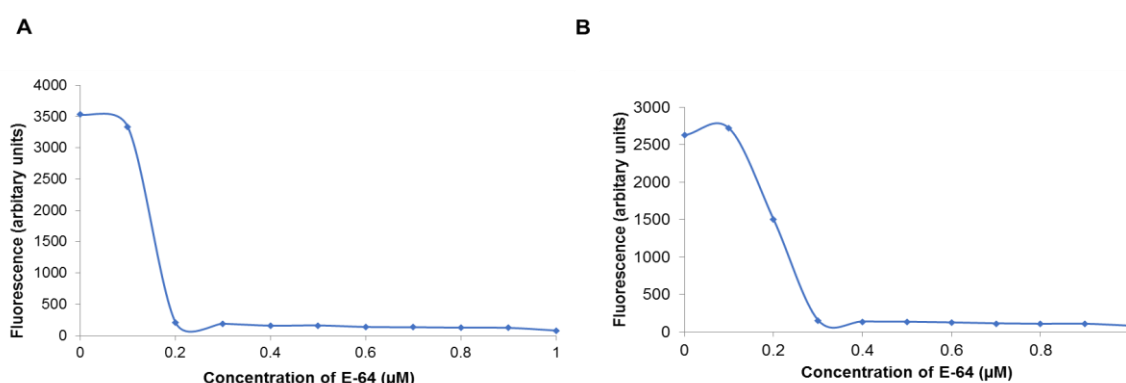 A
B
Fluorescence (arbitary units)
4000
3500
3000
2500
2000
1500
1000
500
0
0 0.2 0.4 0.6 0.8 1
Concentration of E-64 (µM)
Fluorescence (arbitary units)
3000
2500
2000
1500
1000
500
0
0 0.2 0.4 0.6 0.8
Concentration of E-64 (µM)